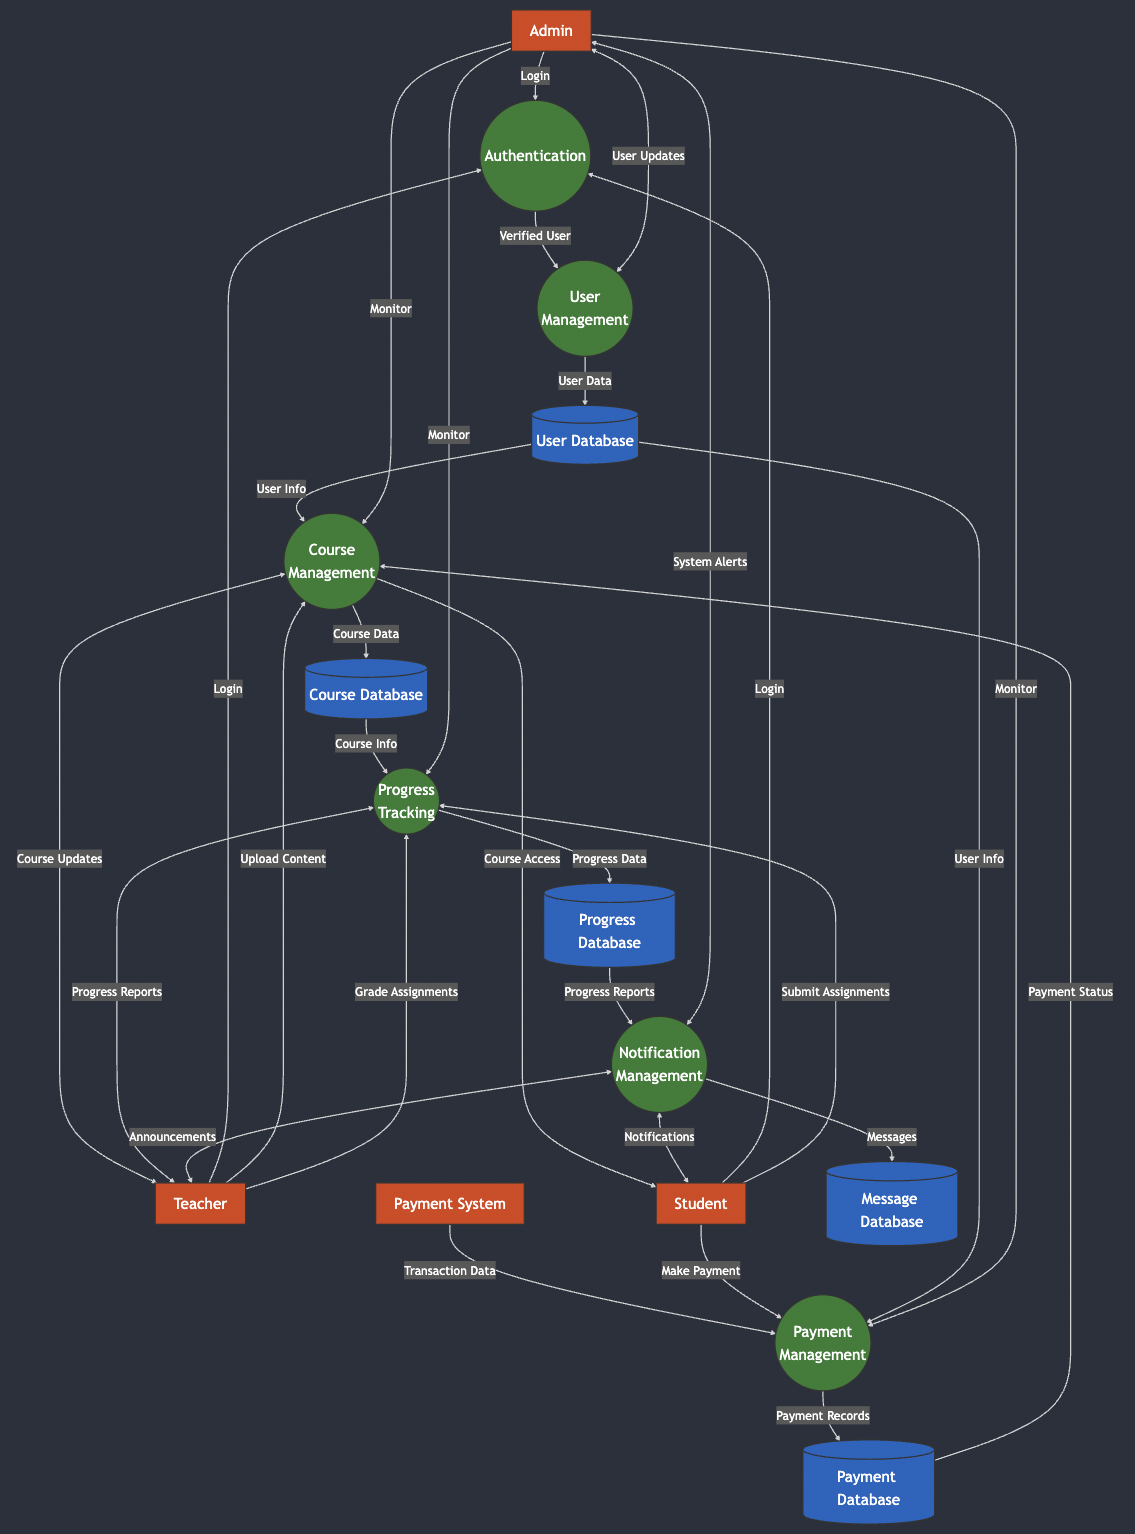 Admin
Login
Authentication
User Updates
Verified User
User
Management
Monitor
User Data
Monitor
User Database
User Info
Course
Management
System Alerts
Course Data
Login
Course Database
Login
Monitor
Course Info
Progress
Tracking
Course Updates
Upload Content
Course Access
Progress Data
User Info
Progress
Database
Progress Reports
Grade Assignments
Progress Reports
Submit Assignments
Payment Status
Notification
Management
Announcements
Notifications
Messages
Teacher
Payment System
Student
Message
Database
Transaction Data
Make Payment
Payment
Management
Payment Records
Payment
Database